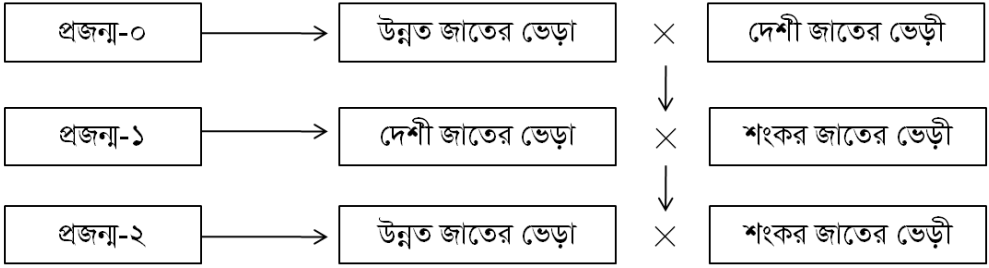 প্রজন্ম-০ উন্নত জাতের ভেড়া × দেশী জাতের ভেড়ী
প্রজন্ম-১ দেশী জাতের ভেড়া × শংকর জাতের ভেড়ী
প্রজন্ম-২ উন্নত জাতের ভেড়া × শংকর জাতের ভেড়ী